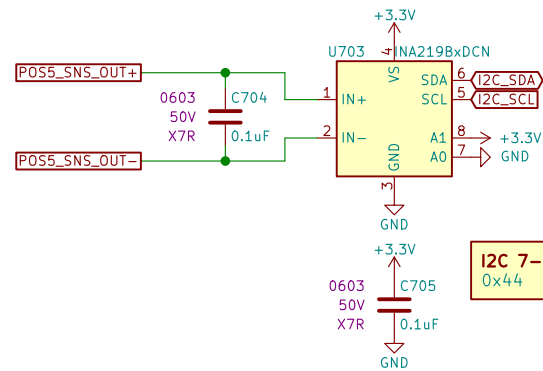 +3.3V
U703
INA219BxDCN
4
VS
POS5_SNS_OUT+
SDA
6
I2C_SDA
0603
C704
1
IN+
SCL
5
I2C_SCL
50V
X7R
0.1uF
2
IN-
A1
8
+3.3V
POS5_SNS_OUT-
A0
7
GND
GND
3
GND
+3.3V
I2C 7-
0x44
0603
C705
50V
X7R
0.1uF
GND